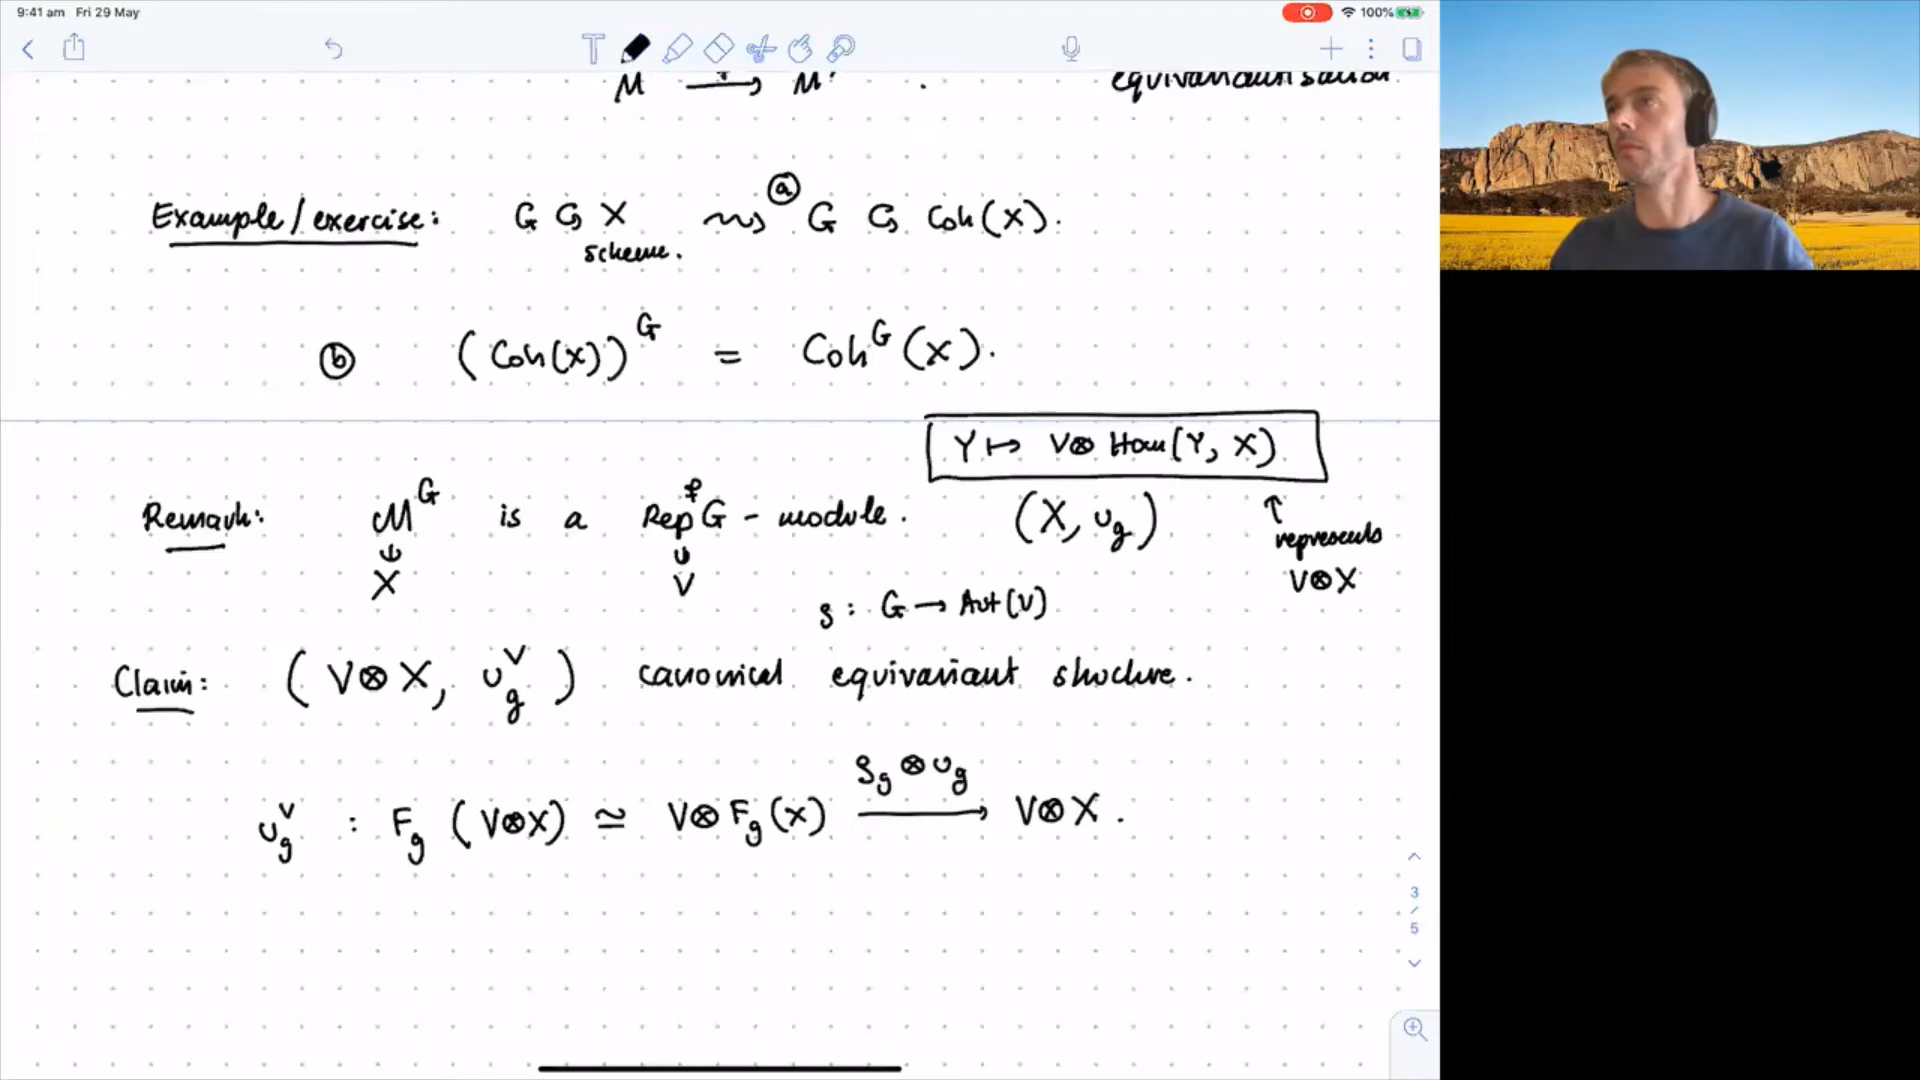 9:41 am Fri 29 May
100%
M → M'. equivariantisation
Example/exercise: G ↻ X ⇝ ⓐ G ↻ Coh(X).
scheme.
ⓑ (Coh(X))^G = Coh^G(X).
Y ↦ V⊗ Hom(Y, X)
Remark: M^G is a Rep^f G - module. (X, u_g) ↑
represents
X V V⊗X
ρ: G → Aut(V)
Claim: (V⊗X, u_g^V) canonical equivariant structure.
ρ_g ⊗ u_g
u_g^V : F_g (V⊗X) ≃ V⊗F_g(X) → V⊗X.
3
/
5